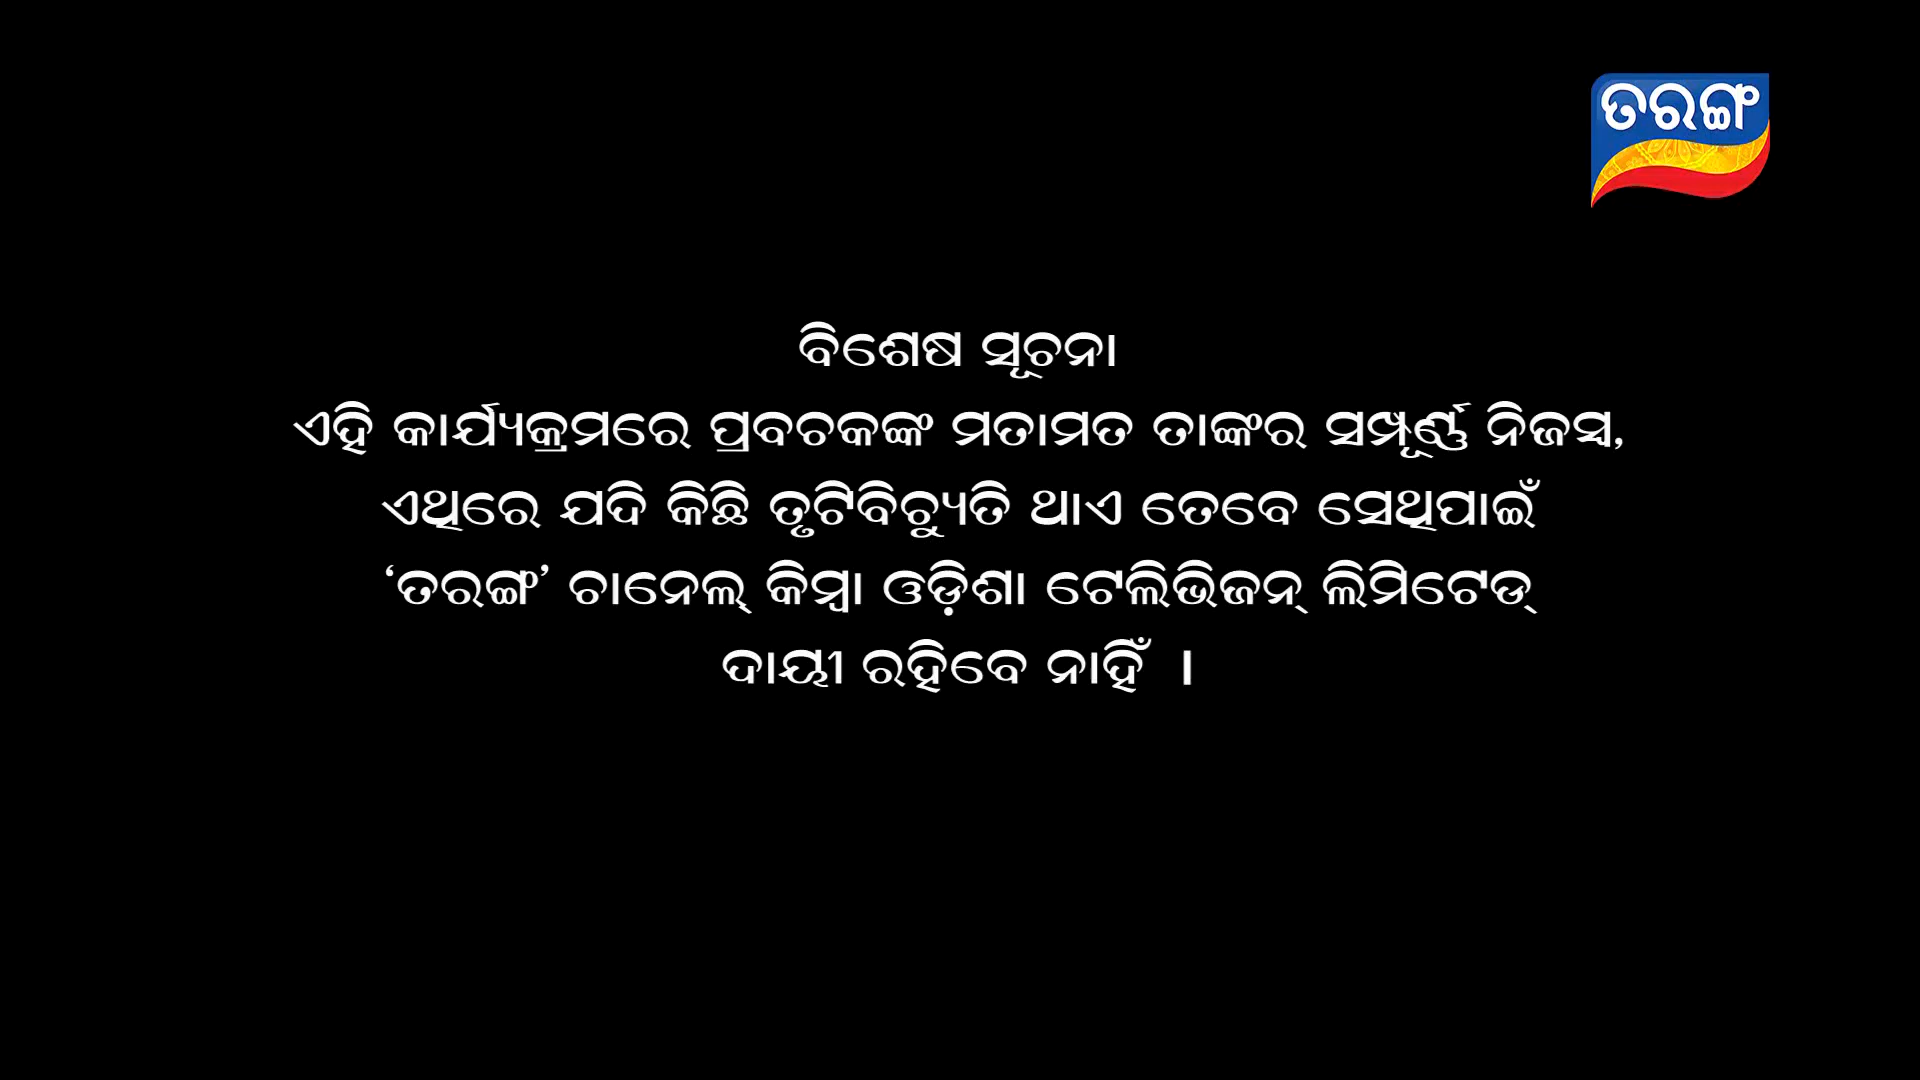 ତରଙ୍ଗ
ବିଶେଷ ସୂଚନା
ଏହି କାର୍ଯ୍ୟକ୍ରମରେ ପ୍ରବଚକଙ୍କ ମତାମତ ତାଙ୍କର ସମ୍ପୂର୍ଣ୍ଣ ନିଜସ୍ୱ,
ଏଥିରେ ଯଦି କିଛି ତୃଟିବିଚ୍ୟୁତି ଥାଏ ତେବେ ସେଥିପାଇଁ
‘ତରଙ୍ଗ’ ଚାନେଲ୍ କିମ୍ବା ଓଡ଼ିଶା ଟେଲିଭିଜନ୍ ଲିମିଟେଡ୍
ଦାୟୀ ରହିବେ ନାହିଁ ।